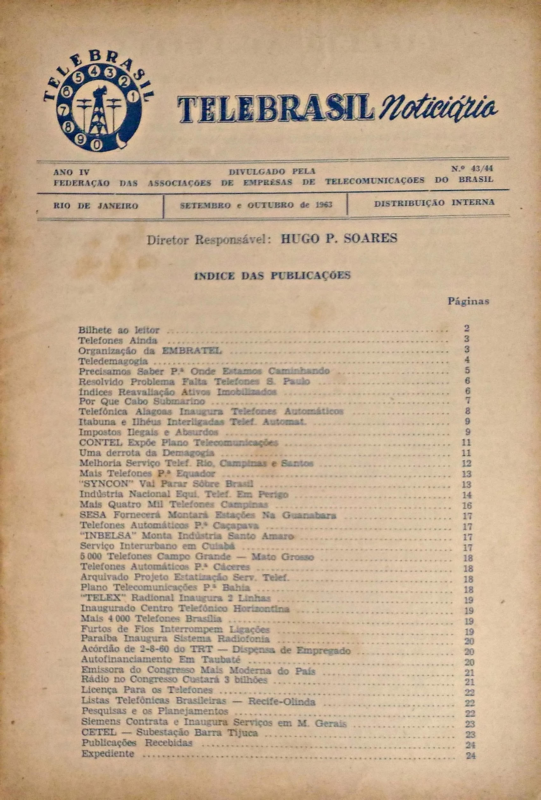 TELEBRASIL
5 4 3 2 1 6 7 8 9 0
TELEBRASIL Noticiário
ANO IV DIVULGADO PELA N.º 43/44
FEDERAÇÃO DAS ASSOCIAÇÕES DE EMPRESAS DE TELECOMUNICAÇÕES DO BRASIL
RIO DE JANEIRO SETEMBRO e OUTUBRO de 1963 DISTRIBUIÇÃO INTERNA
Diretor Responsável: HUGO P. SOARES
INDICE DAS PUBLICAÇÕES
Páginas
Bilhete ao leitor 2
Telefones Ainda 3
Organização da EMBRATEL 3
Teledemagogia 4
Precisamos Saber P.ª Onde Estamos Caminhando 5
Resolvido Problema Falta Telefones S. Paulo 6
Índices Reavaliação Ativos Imobilizados 6
Por Que Cabo Submarino 7
Telefônica Alagoas Inaugura Telefones Automáticos 8
Itabuna e Ilhéus Interligadas Telef. Automat. 9
Impostos Ilegais e Absurdos 9
CONTEL Expõe Plano Telecomunicações 11
Uma derrota da Demagogia 11
Melhoria Serviço Telef. Rio, Campinas e Santos 12
Mais Telefones P.ª Equador 13
"SYNCON" Vai Parar Sôbre Brasil 13
Indústria Nacional Equi. Telef. Em Perigo 14
Mais Quatro Mil Telefones Campinas 16
SESA Fornecerá Montará Estações Na Guanabara 17
Telefones Automáticos P.ª Caçapava 17
"INBELSA" Monta Indústria Santo Amaro 17
Serviço Interurbano em Cuiabá 17
5 000 Telefones Campo Grande — Mato Grosso 18
Telefones Automáticos P.ª Cáceres 18
Arquivado Projeto Estatização Serv. Telef. 18
Plano Telecomunicações P.ª Bahia 18
"TELEX" Radional Inaugura 2 Linhas 19
Inaugurado Centro Telefônico Horizontina 19
Mais 4 000 Telefones Brasília 19
Furtos de Fios Interrompem Ligações 19
Paraíba Inaugura Sistema Radiofonia 20
Acórdão de 2-8-60 do TRT — Dispensa de Empregado 20
Autofinanciamento Em Taubaté 20
Emissora do Congresso Mais Moderna do País 21
Rádio no Congresso Custará 3 bilhões 21
Licença Para os Telefones 22
Listas Telefônicas Brasileiras — Recife-Olinda 22
Pesquisas e os Planejamentos 22
Siemens Contrata e Inaugura Serviços em M. Gerais 23
CETEL — Subestação Barra Tijuca 23
Publicações Recebidas 24
Expediente 24